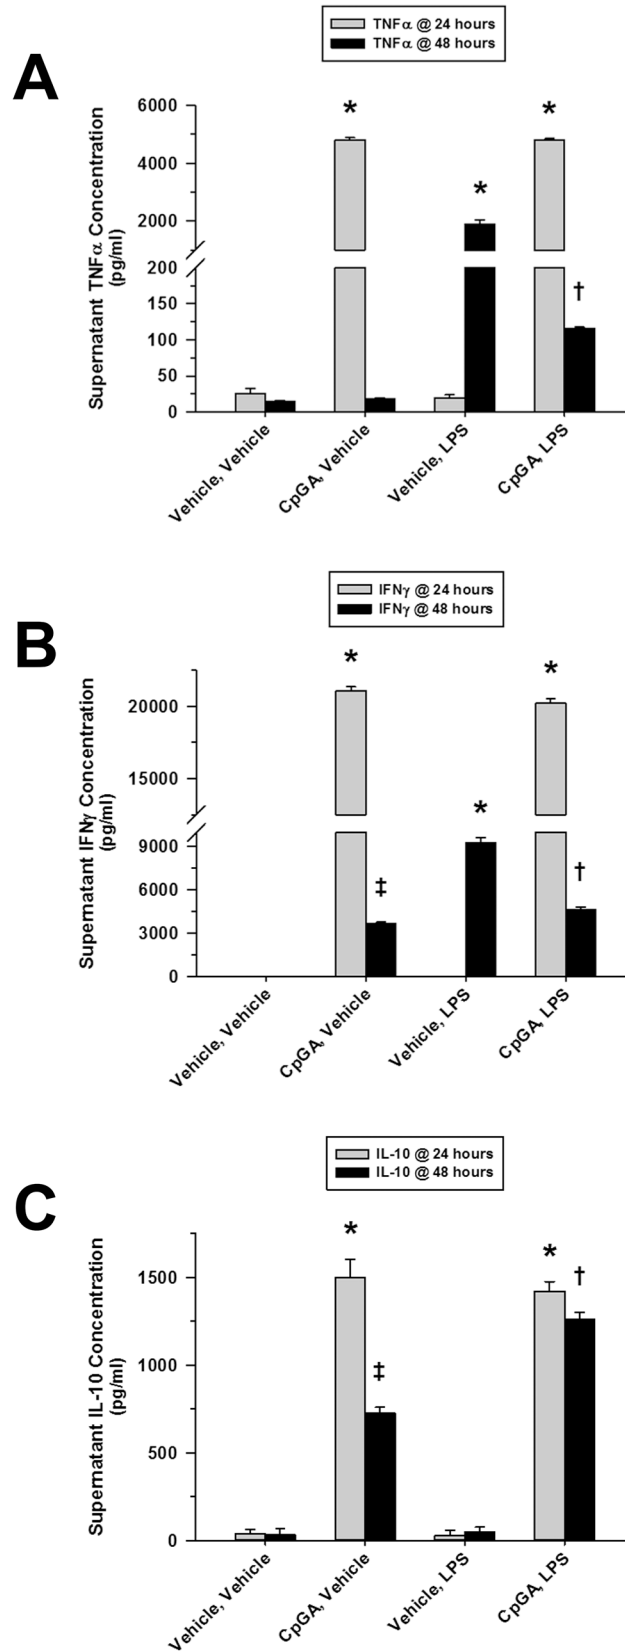 TNFα @ 24 hours
TNFα @ 48 hours
A
Supernatant TNFα Concentration
(pg/ml)
6000
4000
2000
200
150
100
50
0
*
*
*
†
Vehicle, Vehicle
CpGA, Vehicle
Vehicle, LPS
CpGA, LPS
IFNγ @ 24 hours
IFNγ @ 48 hours
B
Supernatant IFNγ Concentration
(pg/ml)
20000
15000
9000
6000
3000
0
*
‡
*
*
†
Vehicle, Vehicle
CpGA, Vehicle
Vehicle, LPS
CpGA, LPS
IL-10 @ 24 hours
IL-10 @ 48 hours
C
Supernatant IL-10 Concentration
(pg/ml)
1500
1000
500
0
*
‡
*
†
Vehicle, Vehicle
CpGA, Vehicle
Vehicle, LPS
CpGA, LPS